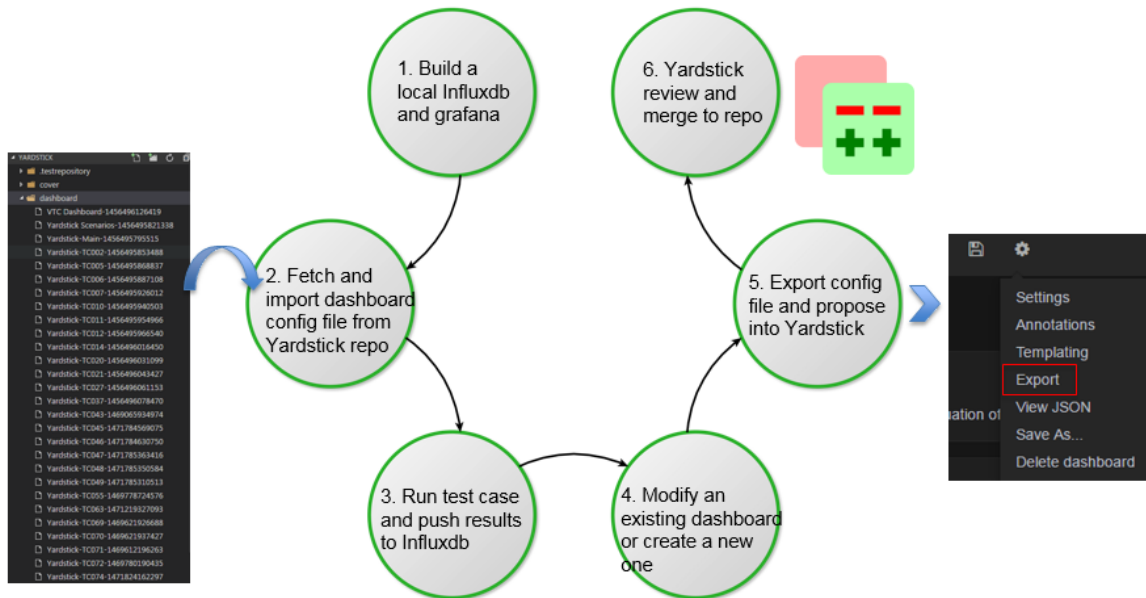 1. Build a
local Influxdb
and grafana
6. Yardstick
review and
merge to repo
YARDSTICK
.testrepository
cover
dashboard
VTC Dashboard-1456496126419
Yardstick Scenarios-1456495821338
Yardstick-Main-1456495795515
Yardstick-TC002-1456495853488
Yardstick-TC005-1456495868837
Yardstick-TC006-1456495887108
Yardstick-TC007-1456495926012
Yardstick-TC010-1456495940503
Yardstick-TC011-1456495954966
Yardstick-TC012-1456495966540
Yardstick-TC014-1456496016450
Yardstick-TC020-1456496031099
Yardstick-TC021-1456496043427
Yardstick-TC027-1456496061153
Yardstick-TC037-1456496078470
Yardstick-TC043-1469065934974
Yardstick-TC045-1471784569075
Yardstick-TC046-1471784630750
Yardstick-TC047-1471785363416
Yardstick-TC048-1471785350584
Yardstick-TC049-1471785310513
Yardstick-TC055-1469778724576
Yardstick-TC063-1471219327093
Yardstick-TC069-1469621926688
Yardstick-TC070-1469621937427
Yardstick-TC071-1469612196263
Yardstick-TC072-1469780190435
Yardstick-TC074-1471824162297
2. Fetch and
import dashboard
config file from
Yardstick repo
5. Export config
file and propose
into Yardstick
Settings
Annotations
Templating
Export
View JSON
Save As...
Delete dashboard
uation of
3. Run test case
and push results
to Influxdb
4. Modify an
existing dashboard
or create a new
one